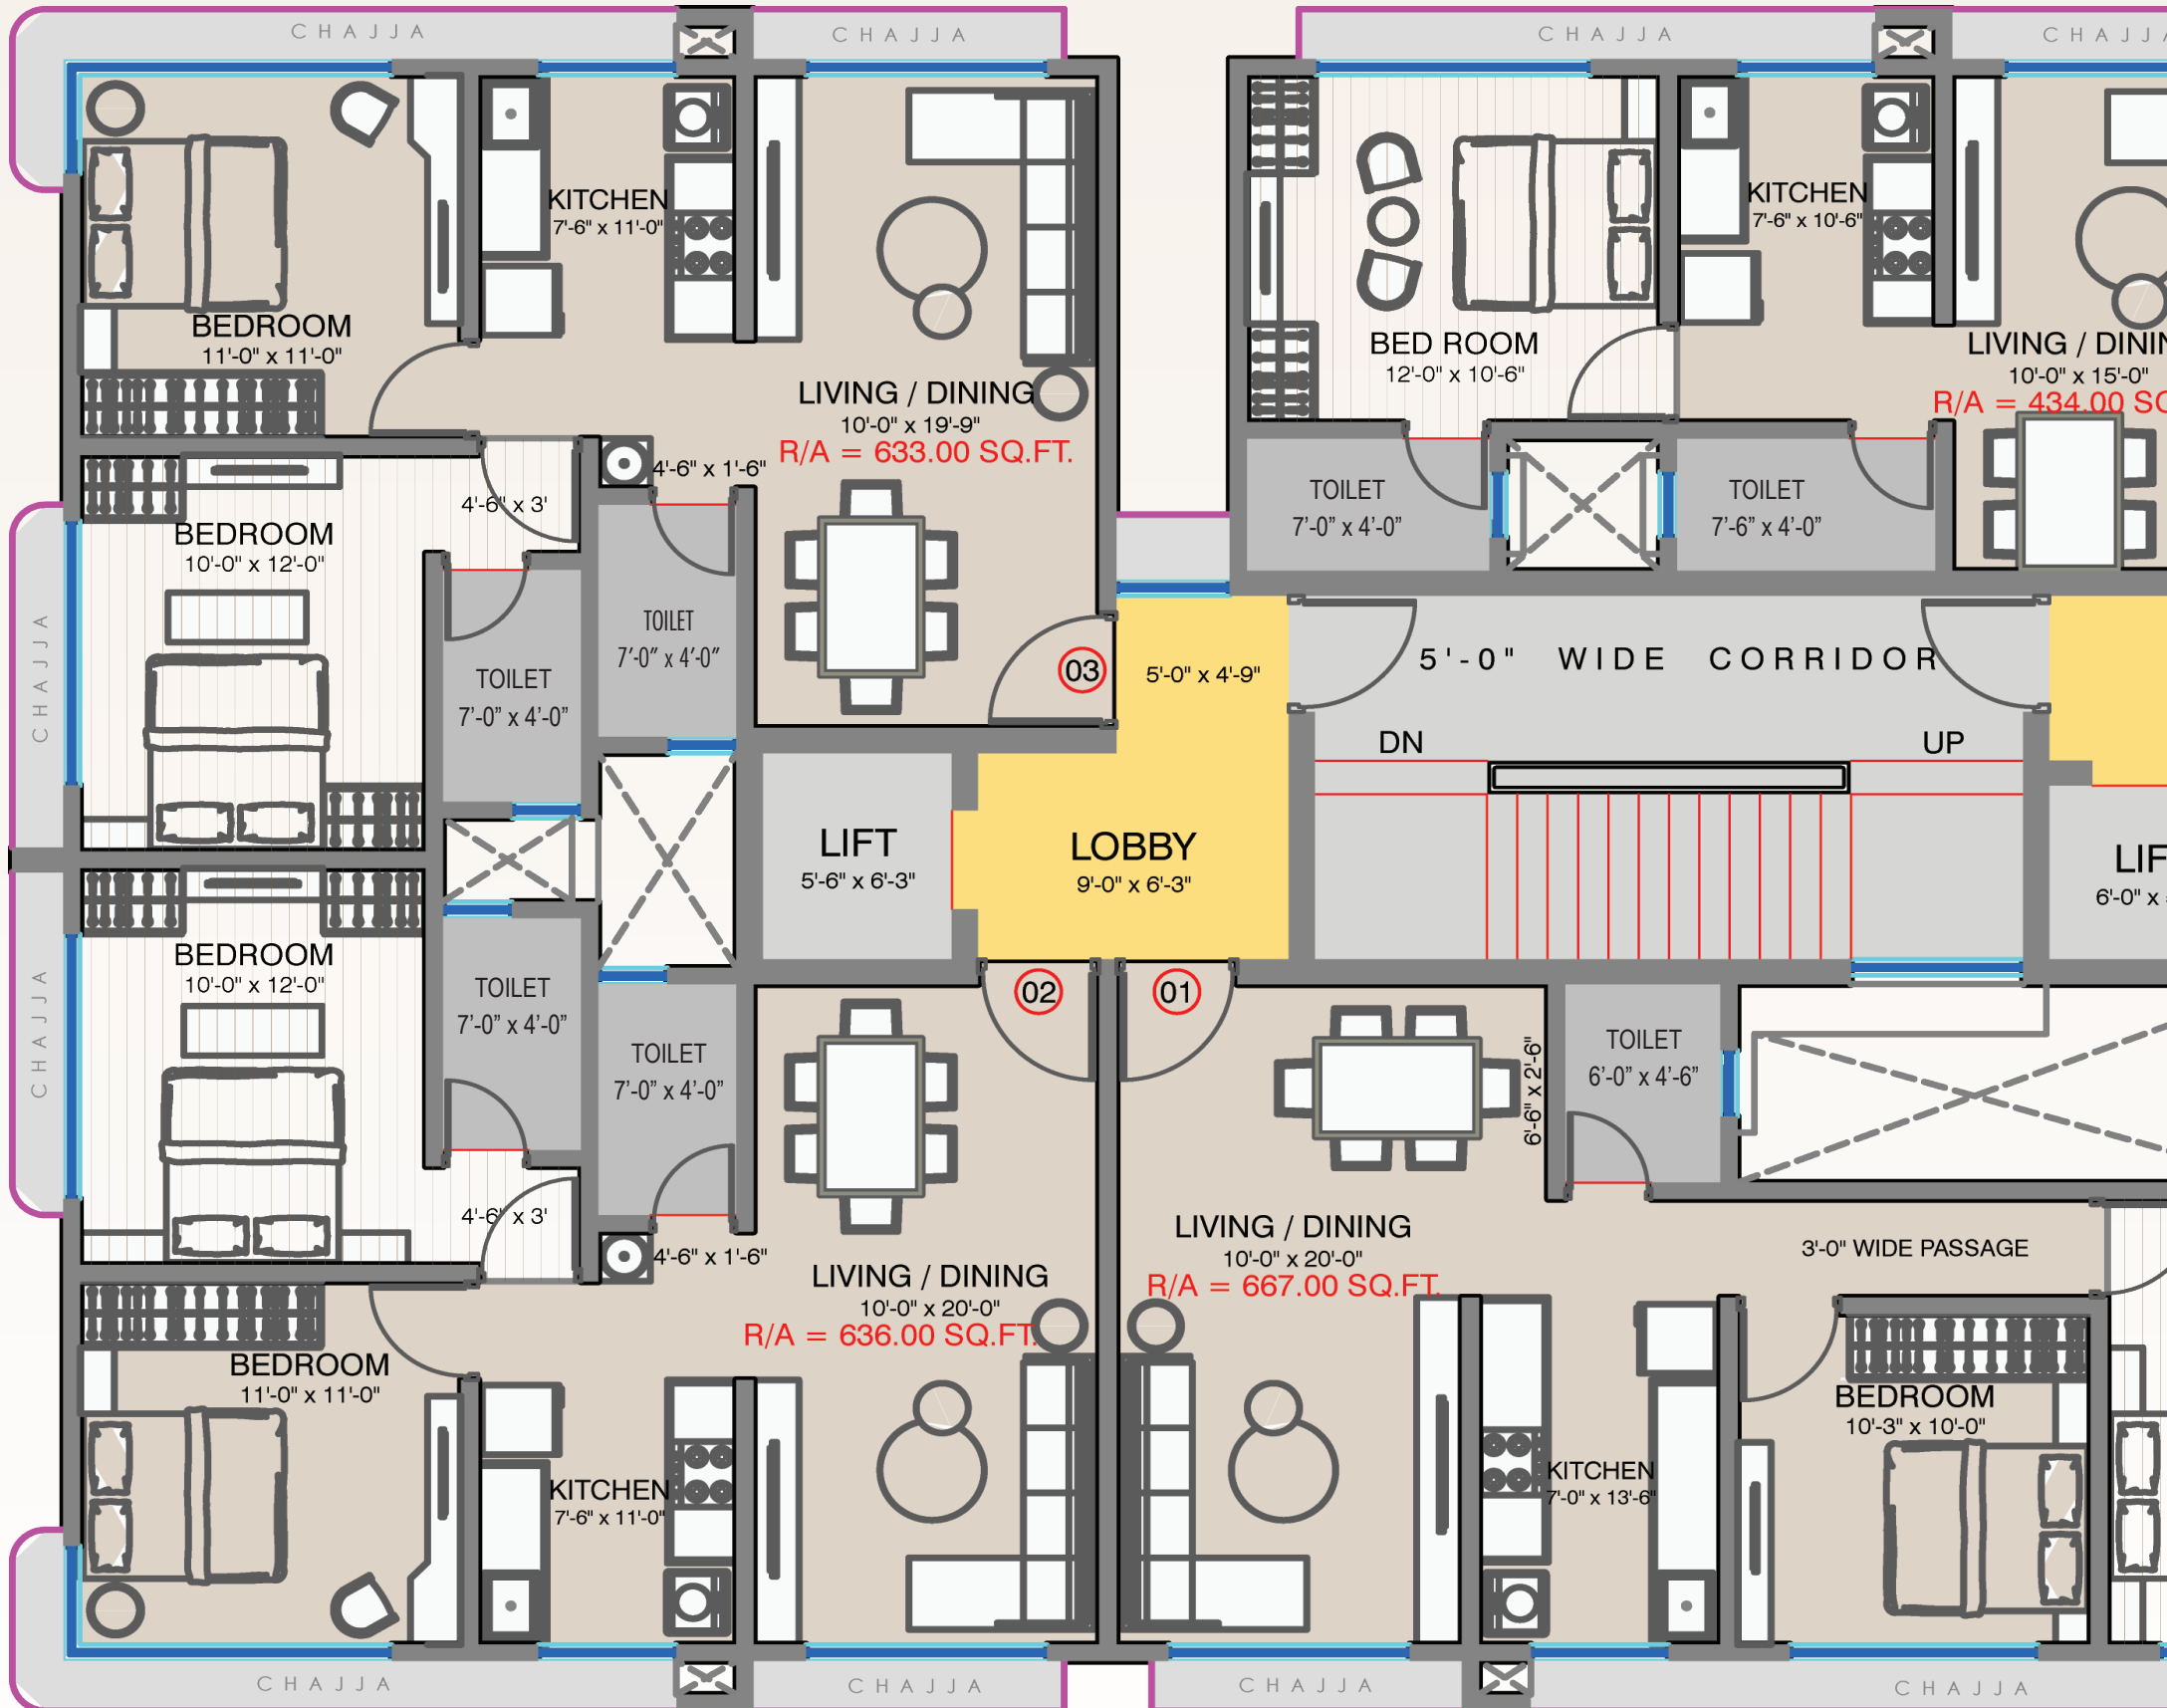 CHAJJA
CHAJJA
CHAJJA
KITCHEN
7'-6" x 11'-0"
BEDROOM
11'-0" x 11'-0"
LIVING / DINING
10'-0" x 19'-9"
R/A = 633.00 SQ.FT.
KITCHEN
7'-6" x 10'-6"
BED ROOM
12'-0" x 10'-6"
10'-0" x 15'-0"
R/A = 434.00
4'-6" x 1'-6"
4'-6" x 3'
BEDROOM
10'-0" x 12'-0"
TOILET
7'-0" x 4'-0"
TOILET
7'-6" x 4'-0"
CHAJJA
TOILET
7'-0" x 4'-0"
TOILET
7'-0" x 4'-0"
03
5'-0" x 4'-9"
5'-0" WIDE CORRIDOR
DN
UP
LIFT
5'-6" x 6'-3"
LOBBY
9'-0" x 6'-3"
6'-0" x
BEDROOM
10'-0" x 12'-0"
CHAJJA
TOILET
7'-0" x 4'-0"
TOILET
7'-0" x 4'-0"
02
01
6'-6" x 2'-6"
TOILET
6'-0" x 4'-6"
4'-6" x 3'
4'-6" x 1'-6"
LIVING / DINING
10'-0" x 20'-0"
R/A = 636.00 SQ.FT.
LIVING / DINING
10'-0" x 20'-0"
R/A = 667.00 SQ.FT.
3'-0" WIDE PASSAGE
BEDROOM
11'-0" x 11'-0"
KITCHEN
7'-6" x 11'-0"
KITCHEN
7'-0" x 13'-6"
BEDROOM
10'-3" x 10'-0"
CHAJJA
CHAJJA
CHAJJA
CHAJJA